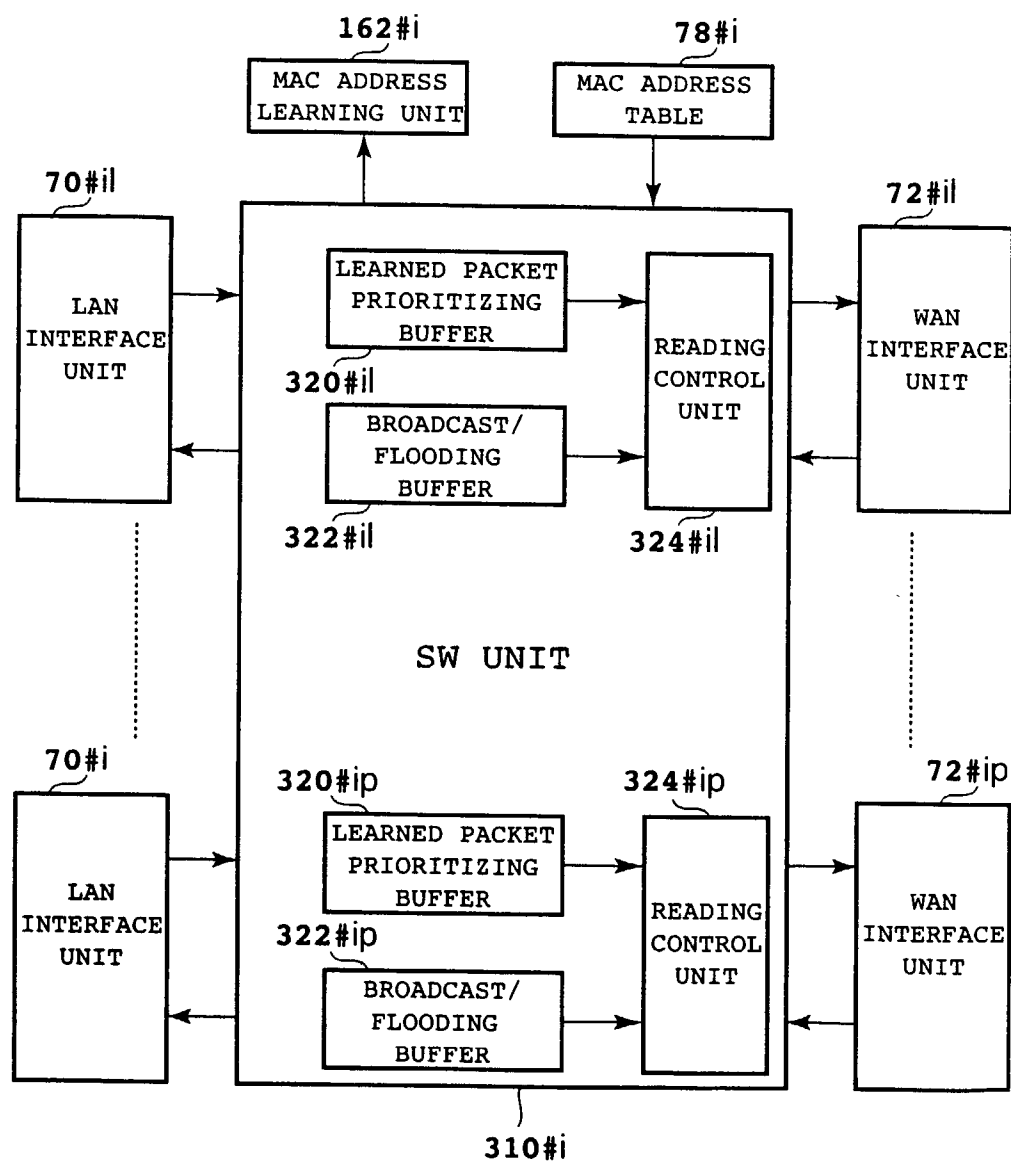 162#i
78#i
MAC ADDRESS
LEARNING UNIT
MAC ADDRESS
TABLE
70#il
72#il
LAN
INTERFACE
UNIT
LEARNED PACKET
PRIORITIZING
BUFFER
320#il
BROADCAST/
FLOODING
BUFFER
322#il
READING
CONTROL
UNIT
324#il
WAN
INTERFACE
UNIT
SW UNIT
70#i
320#ip
324#ip
72#ip
LAN
INTERFACE
UNIT
LEARNED PACKET
PRIORITIZING
BUFFER
322#ip
BROADCAST/
FLOODING
BUFFER
READING
CONTROL
UNIT
WAN
INTERFACE
UNIT
310#i